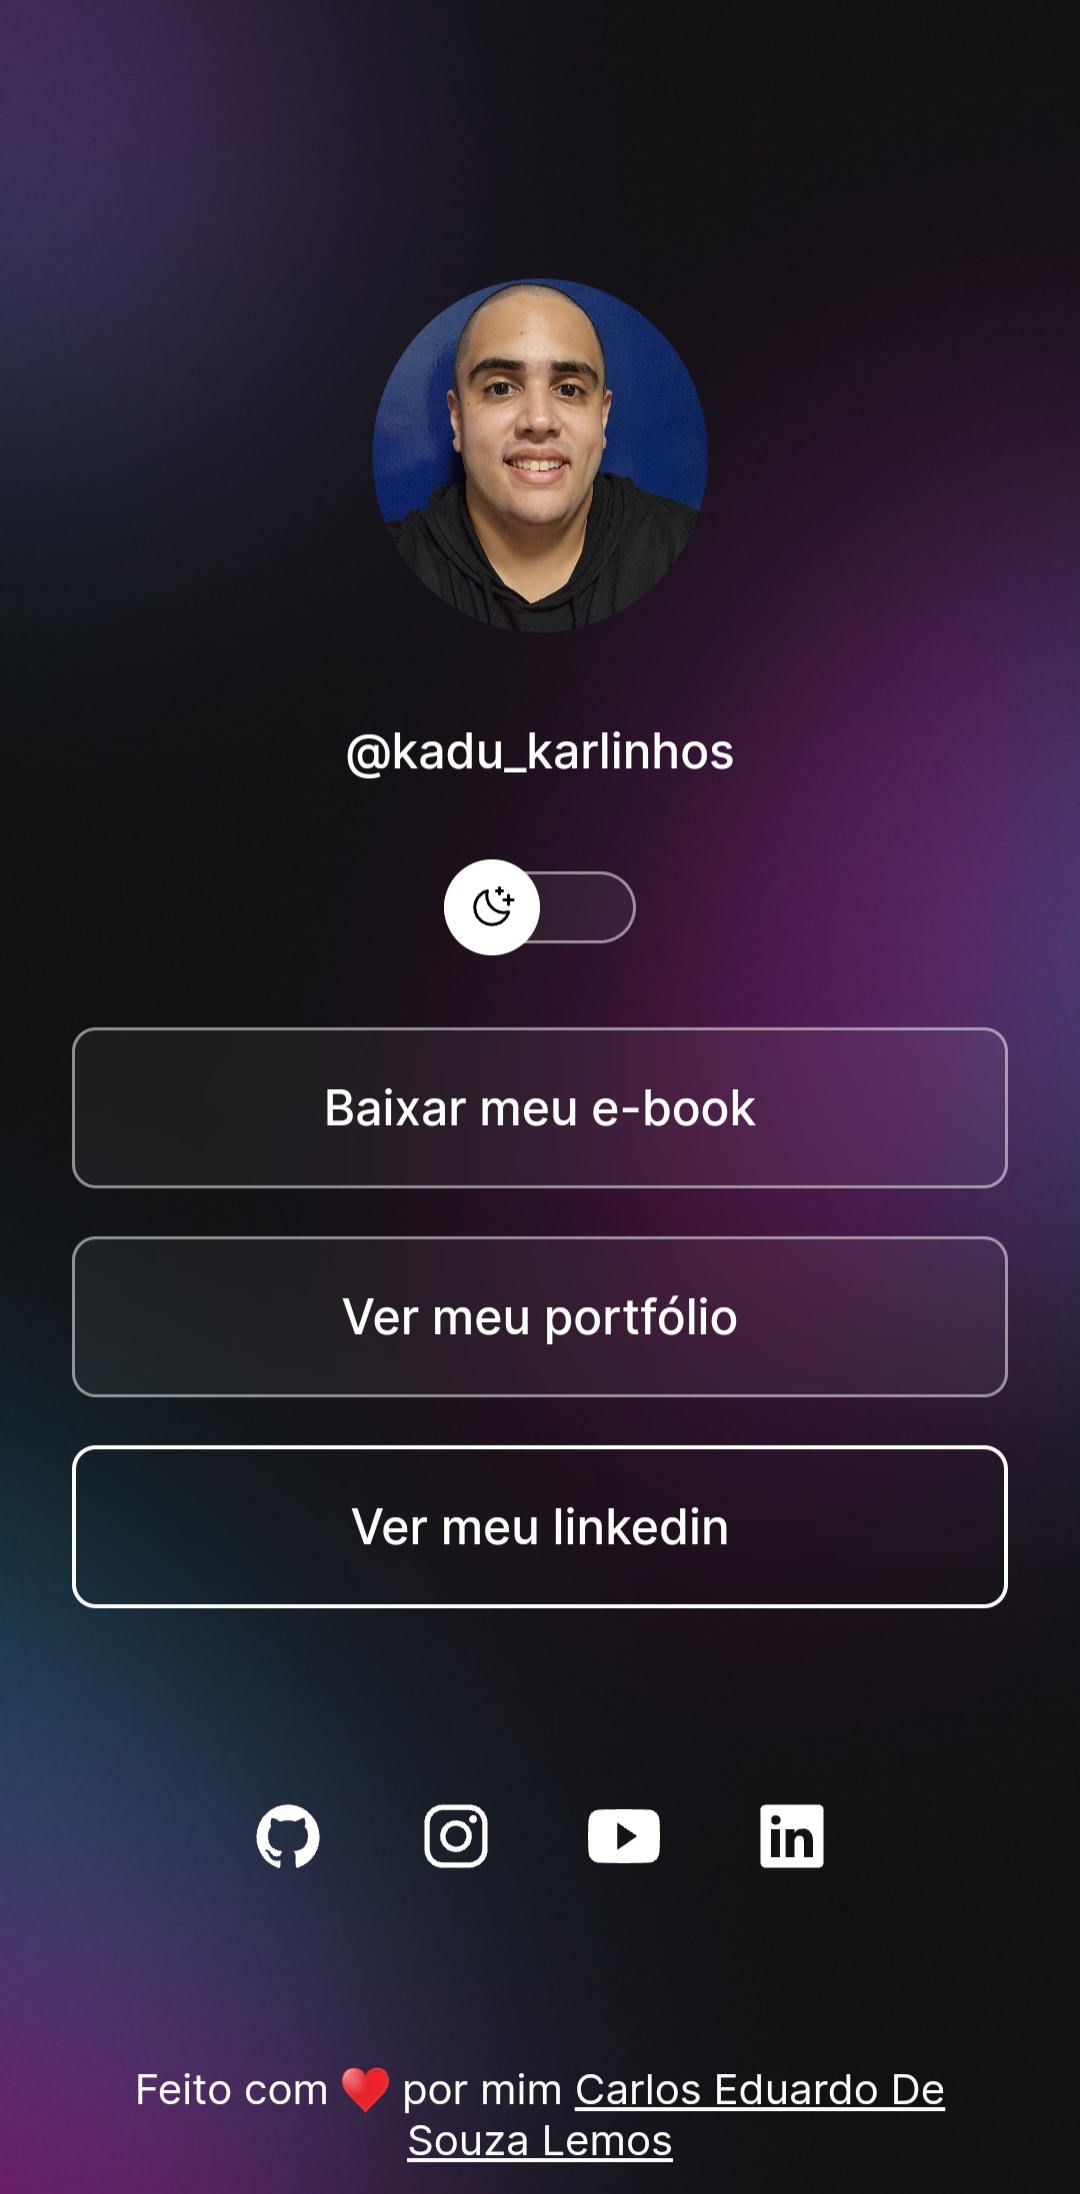 @kadu_karlinhos
Baixar meu e-book
Ver meu portfólio
Ver meu linkedin
in
Feito com ❤️ por mim Carlos Eduardo De
Souza Lemos